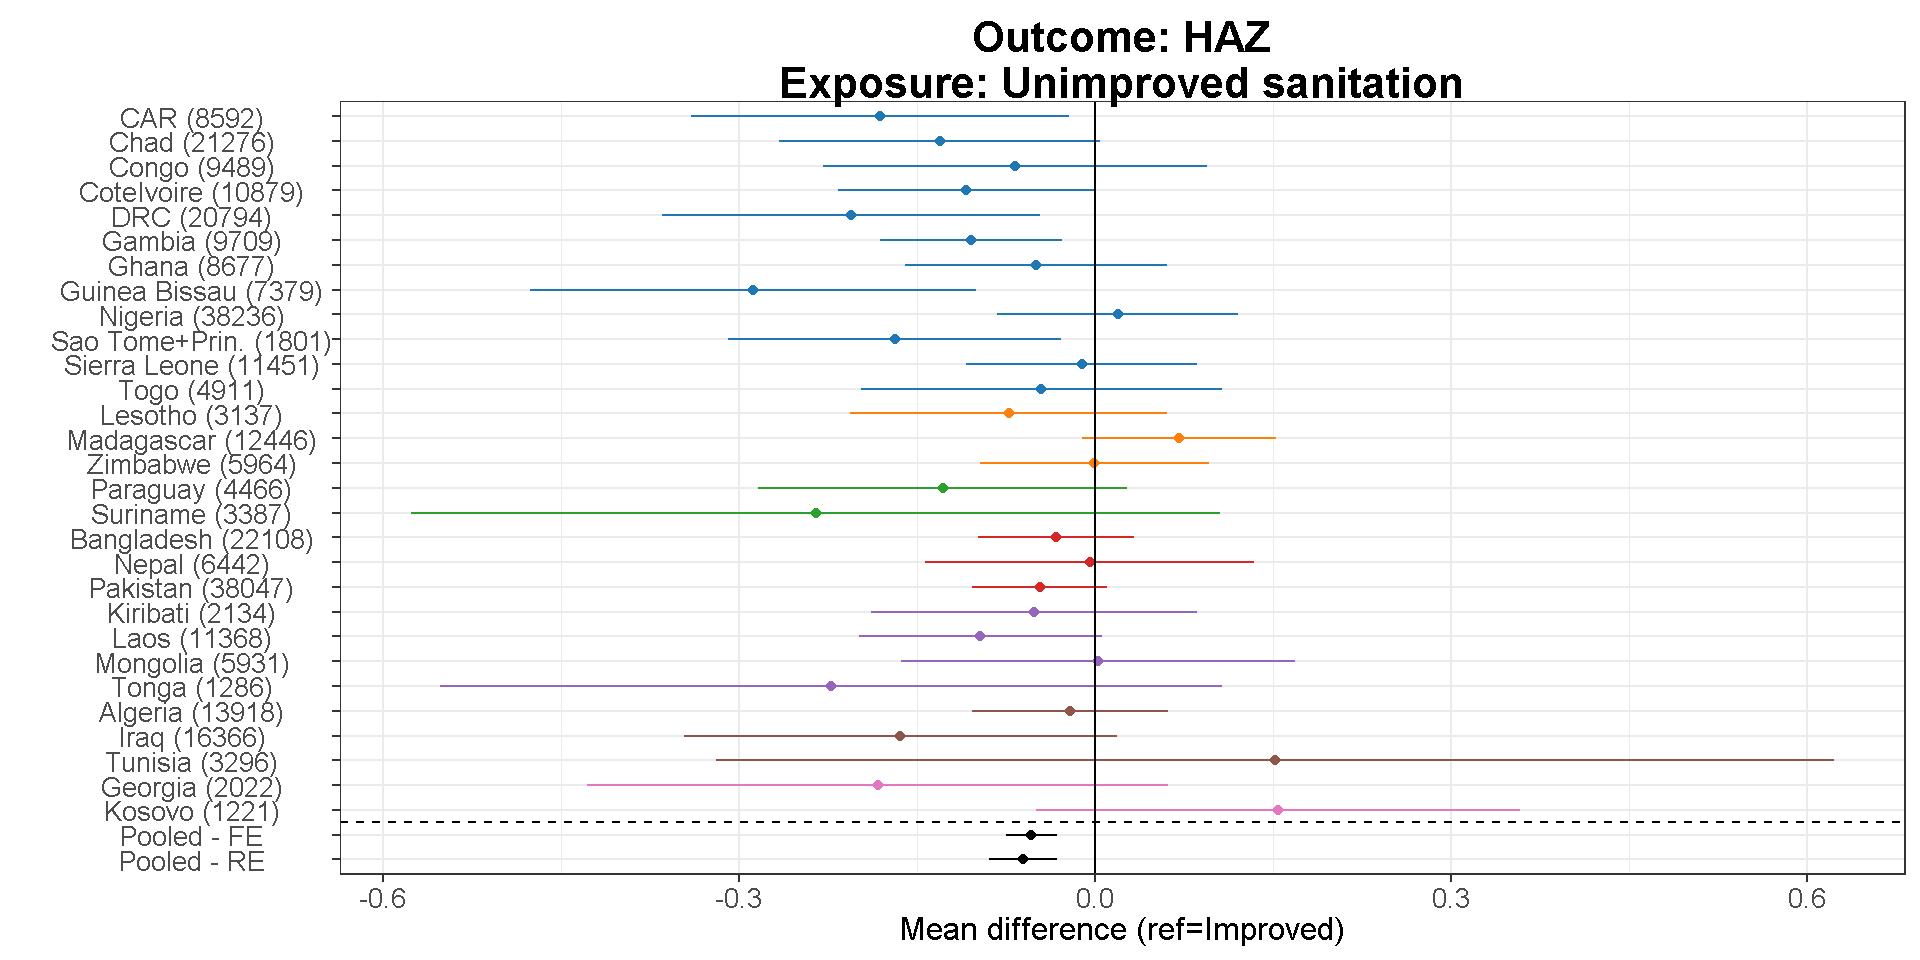 Outcome: HAZ
Exposure: Unimproved sanitation
CAR (8592)
Chad (21276)
Congo (9489)
CoteIvoire (10879)
DRC (20794)
Gambia (9709)
Ghana (8677)
Guinea Bissau (7379)
Nigeria (38236)
Sao Tome+Prin. (1801)
Sierra Leone (11451)
Togo (4911)
Lesotho (3137)
Madagascar (12446)
Zimbabwe (5964)
Paraguay (4466)
Suriname (3387)
Bangladesh (22108)
Nepal (6442)
Pakistan (38047)
Kiribati (2134)
Laos (11368)
Mongolia (5931)
Tonga (1286)
Algeria (13918)
Iraq (16366)
Tunisia (3296)
Georgia (2022)
Kosovo (1221)
Pooled - FE
Pooled - RE
-0.6 -0.3 0.0 0.3 0.6
Mean difference (ref=Improved)